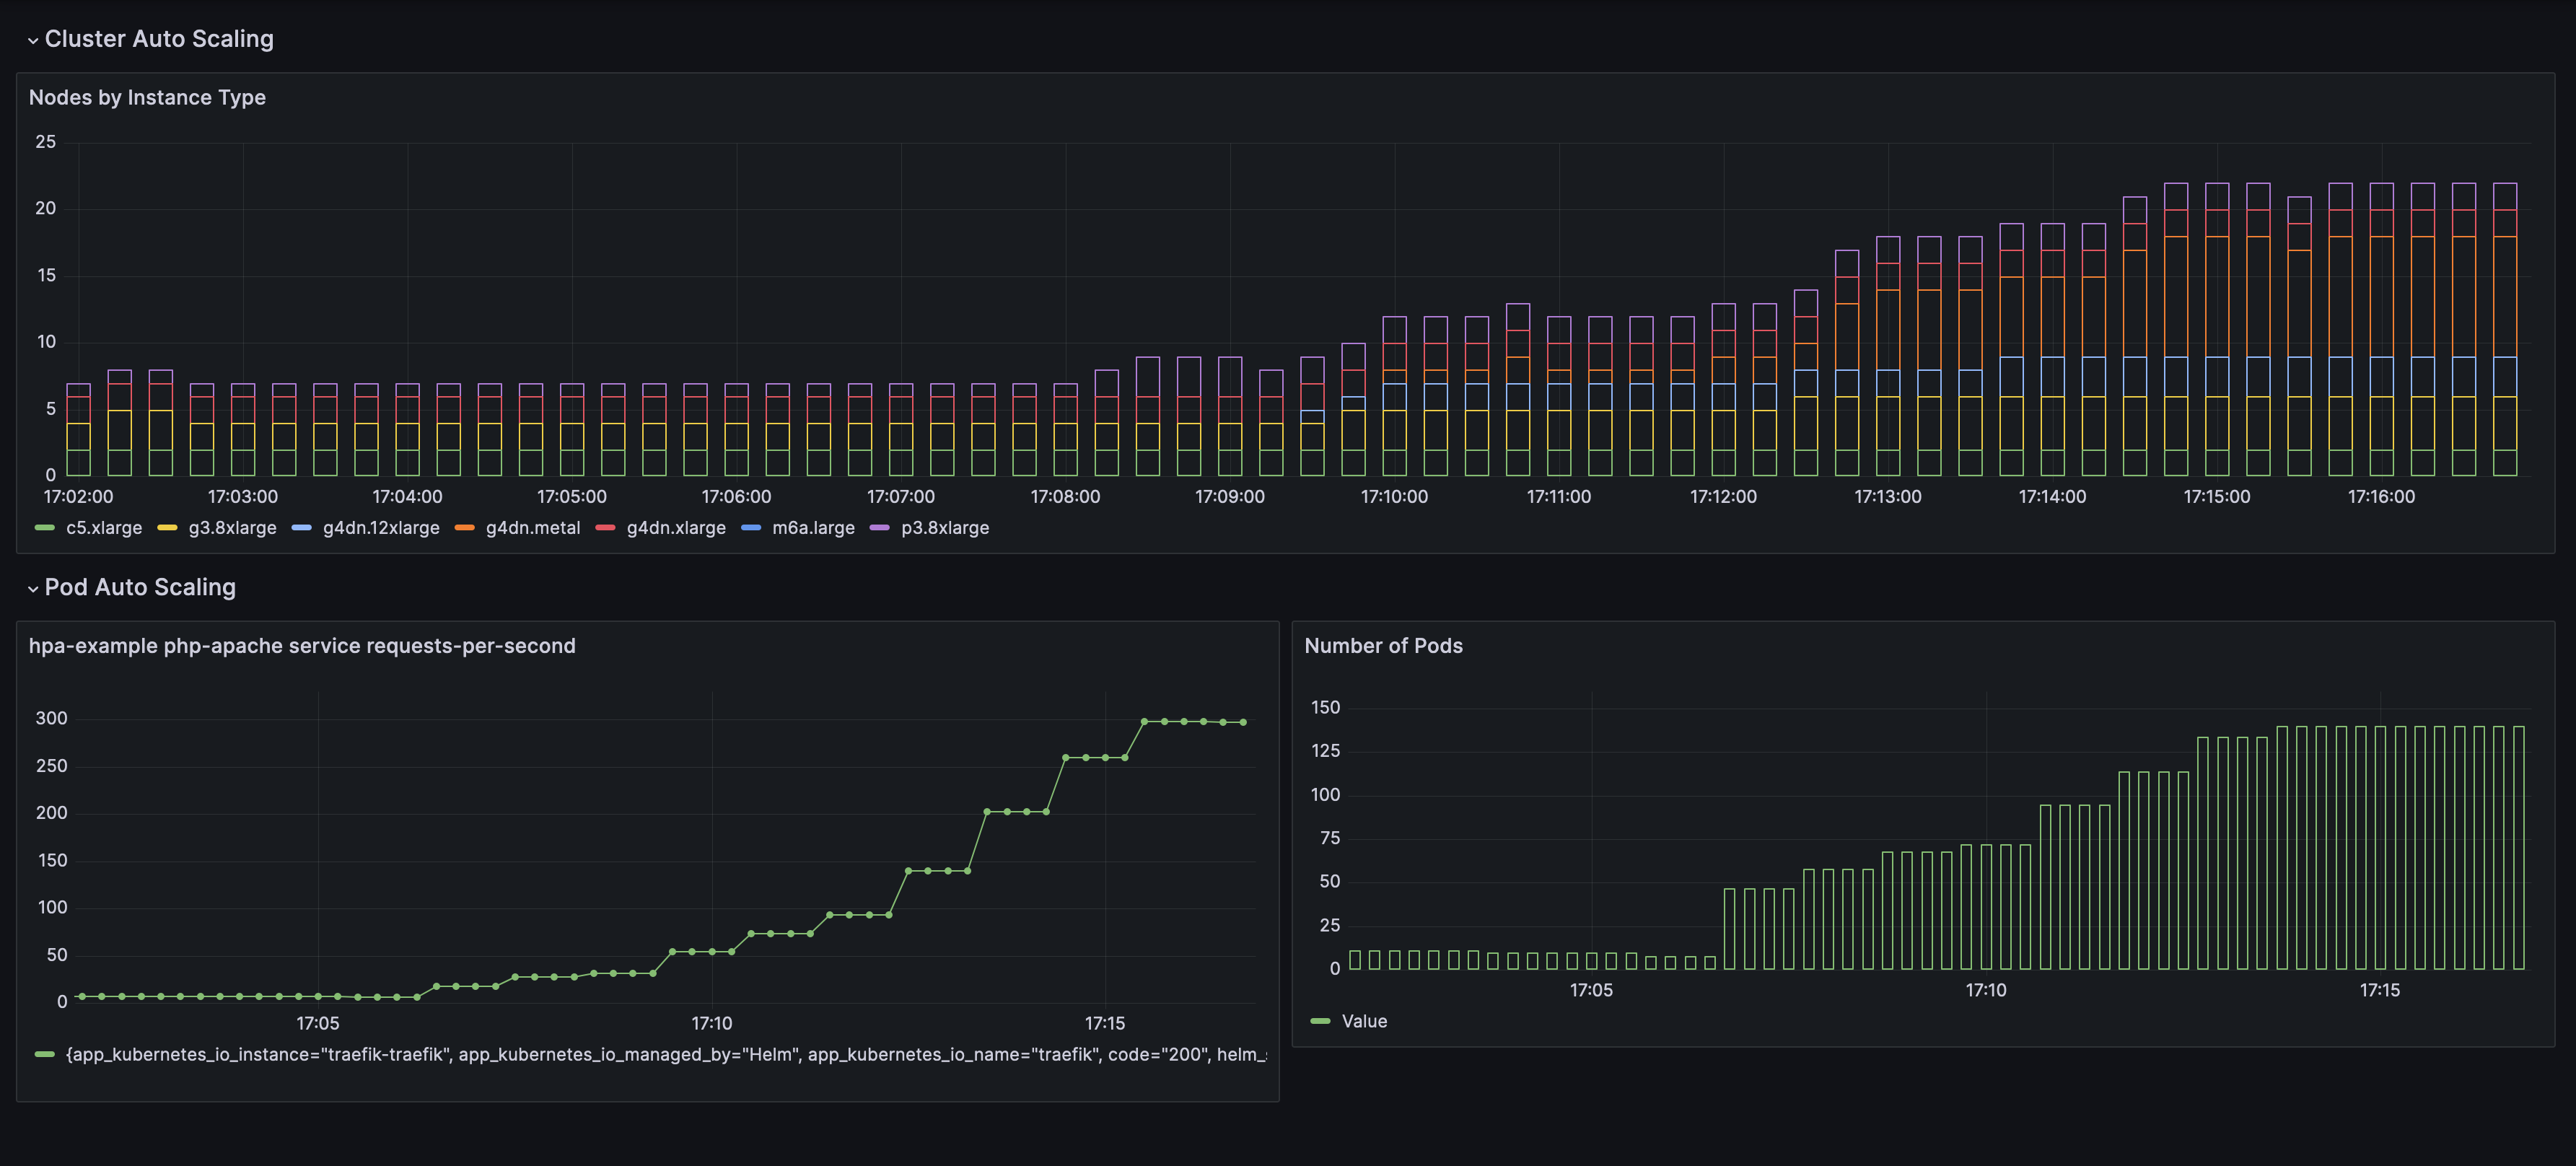 Cluster Auto Scaling
Nodes by Instance Type
25
20
15
10
5
0
17:02:00 17:03:00 17:04:00 17:05:00 17:06:00 17:07:00 17:08:00 17:09:00 17:10:00 17:11:00 17:12:00 17:13:00 17:14:00 17:15:00 17:16:00
c5.xlarge g3.8xlarge g4dn.12xlarge g4dn.metal g4dn.xlarge m6a.large p3.8xlarge
Pod Auto Scaling
hpa-example php-apache service requests-per-second
300
250
200
150
100
50
0
17:05 17:10 17:15
{app_kubernetes_io_instance="traefik-traefik", app_kubernetes_io_managed_by="Helm", app_kubernetes_io_name="traefik", code="200", helm_
Number of Pods
150
125
100
75
50
25
0
17:05 17:10 17:15
Value